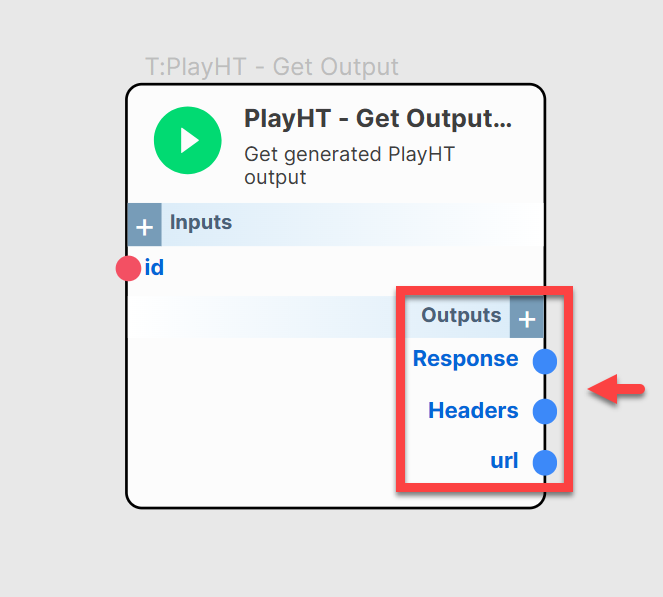 T:PlayHT - Get Output
PlayHT - Get Output...
Get generated PlayHT
output
+ Inputs
id
Outputs +
Response
Headers
url